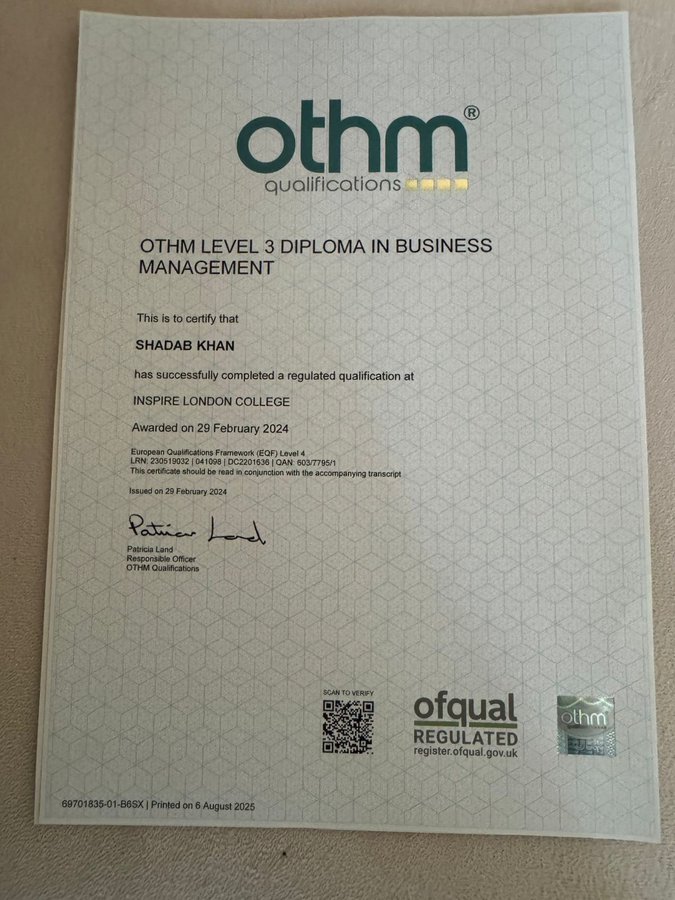 othm®
qualifications
OTHM LEVEL 3 DIPLOMA IN BUSINESS
MANAGEMENT
This is to certify that
SHADAB KHAN
has successfully completed a regulated qualification at
INSPIRE LONDON COLLEGE
Awarded on 29 February 2024
European Qualifications Framework (EQF) Level 4
LRN: 230519032 | 041098 | DC2201636 | QAN: 603/7795/1
This certificate should be read in conjunction with the accompanying transcript
Issued on 29 February 2024
Patricia Land
Patricia Land
Responsible Officer
OTHM Qualifications
SCAN TO VERIFY
ofqual
REGULATED
register.ofqual.gov.uk
othm
69701835-01-B6SX | Printed on 6 August 2025